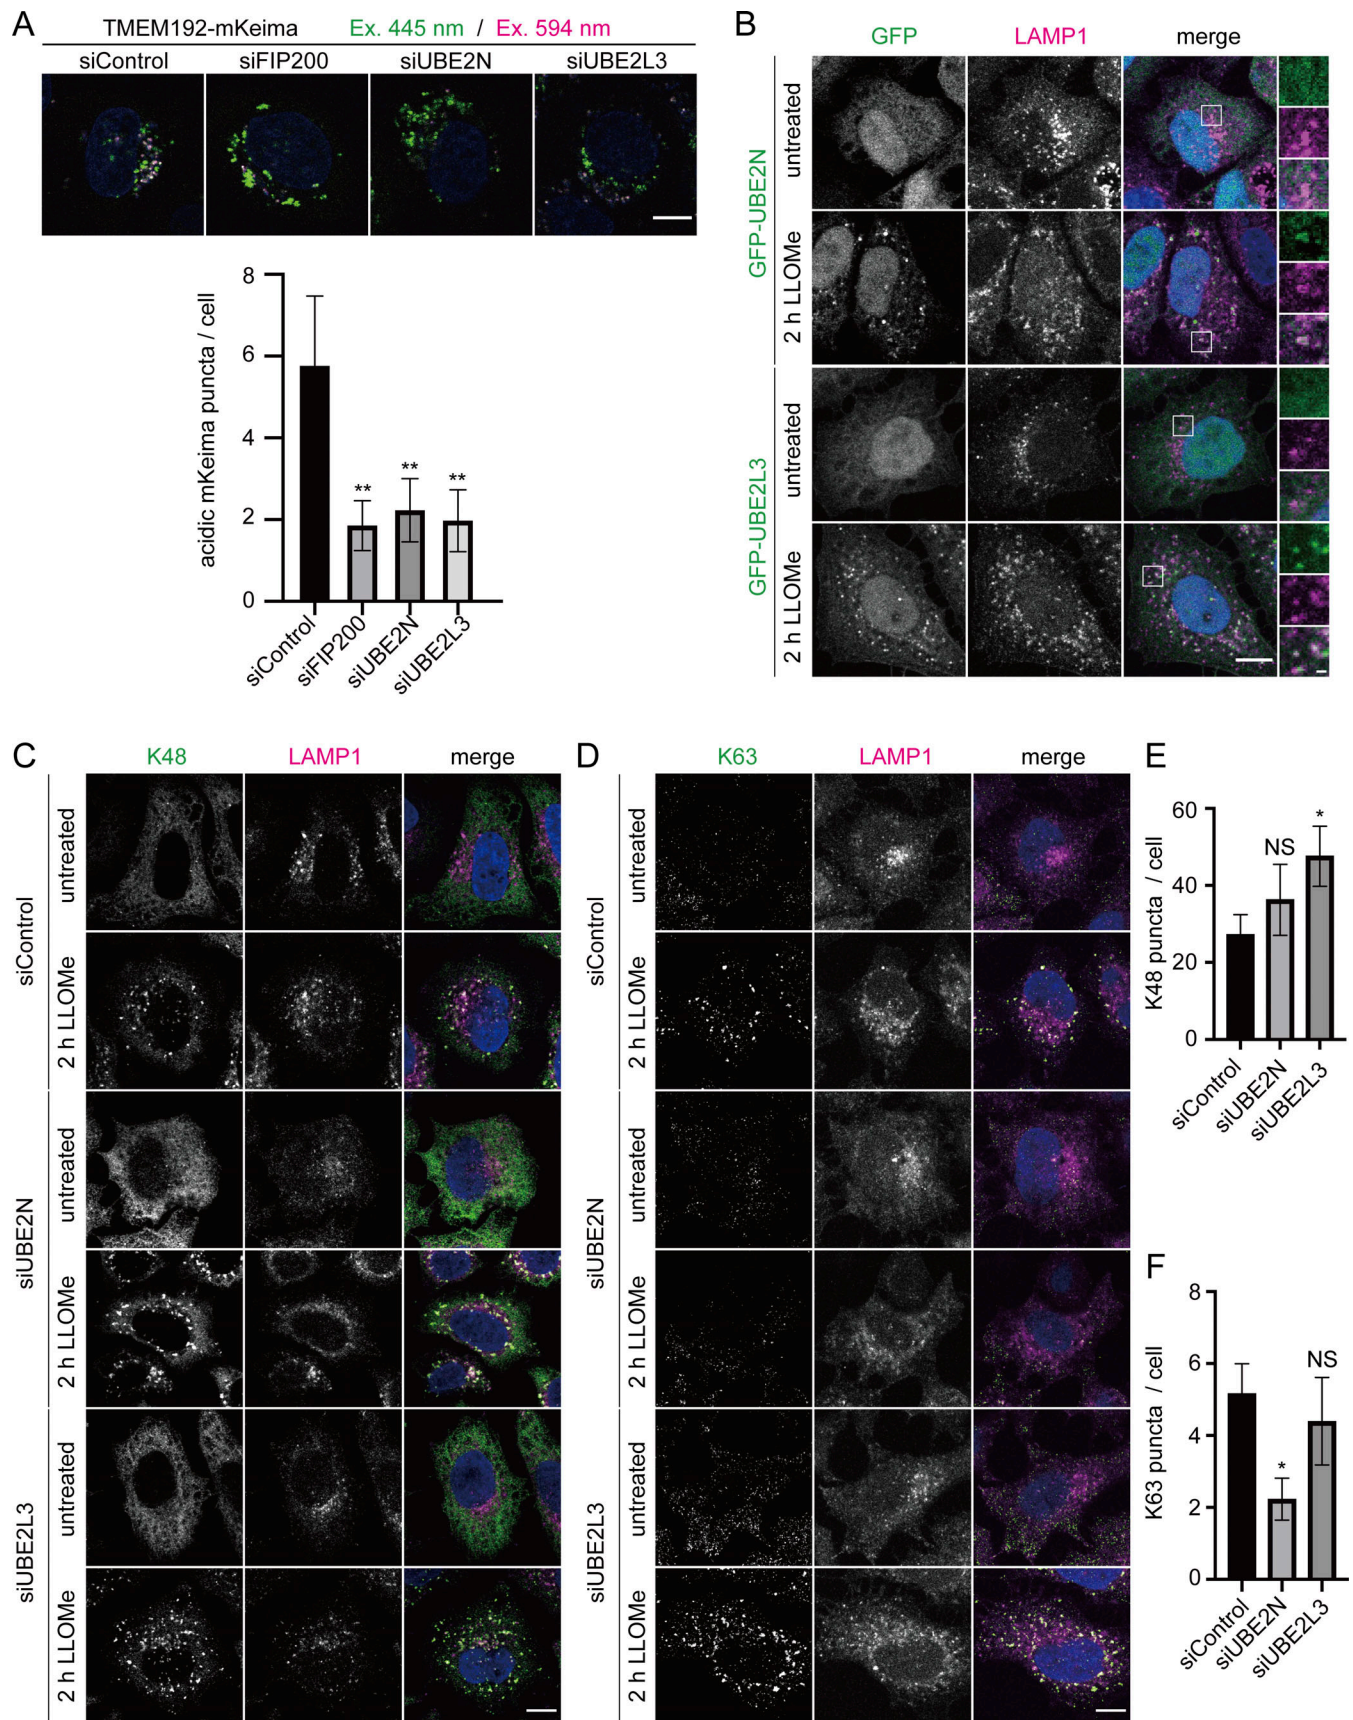 A
TMEM192-mKeima Ex. 445 nm / Ex. 594 nm
siControl siFIP200 siUBE2N siUBE2L3
acidic mKeima puncta / cell
8
6
4
2
0
** ** **
siControl siFIP200 siUBE2N siUBE2L3
B
GFP LAMP1 merge
GFP-UBE2N
untreated
2 h LLOMe
GFP-UBE2L3
untreated
2 h LLOMe
C
K48 LAMP1 merge
siControl
untreated
2 h LLOMe
siUBE2N
untreated
2 h LLOMe
siUBE2L3
untreated
2 h LLOMe
D
K63 LAMP1 merge
siControl
untreated
2 h LLOMe
siUBE2N
untreated
2 h LLOMe
siUBE2L3
untreated
2 h LLOMe
E
K48 puncta / cell
60
40
20
0
NS *
siControl siUBE2N siUBE2L3
F
K63 puncta / cell
8
6
4
2
0
* NS
siControl siUBE2N siUBE2L3